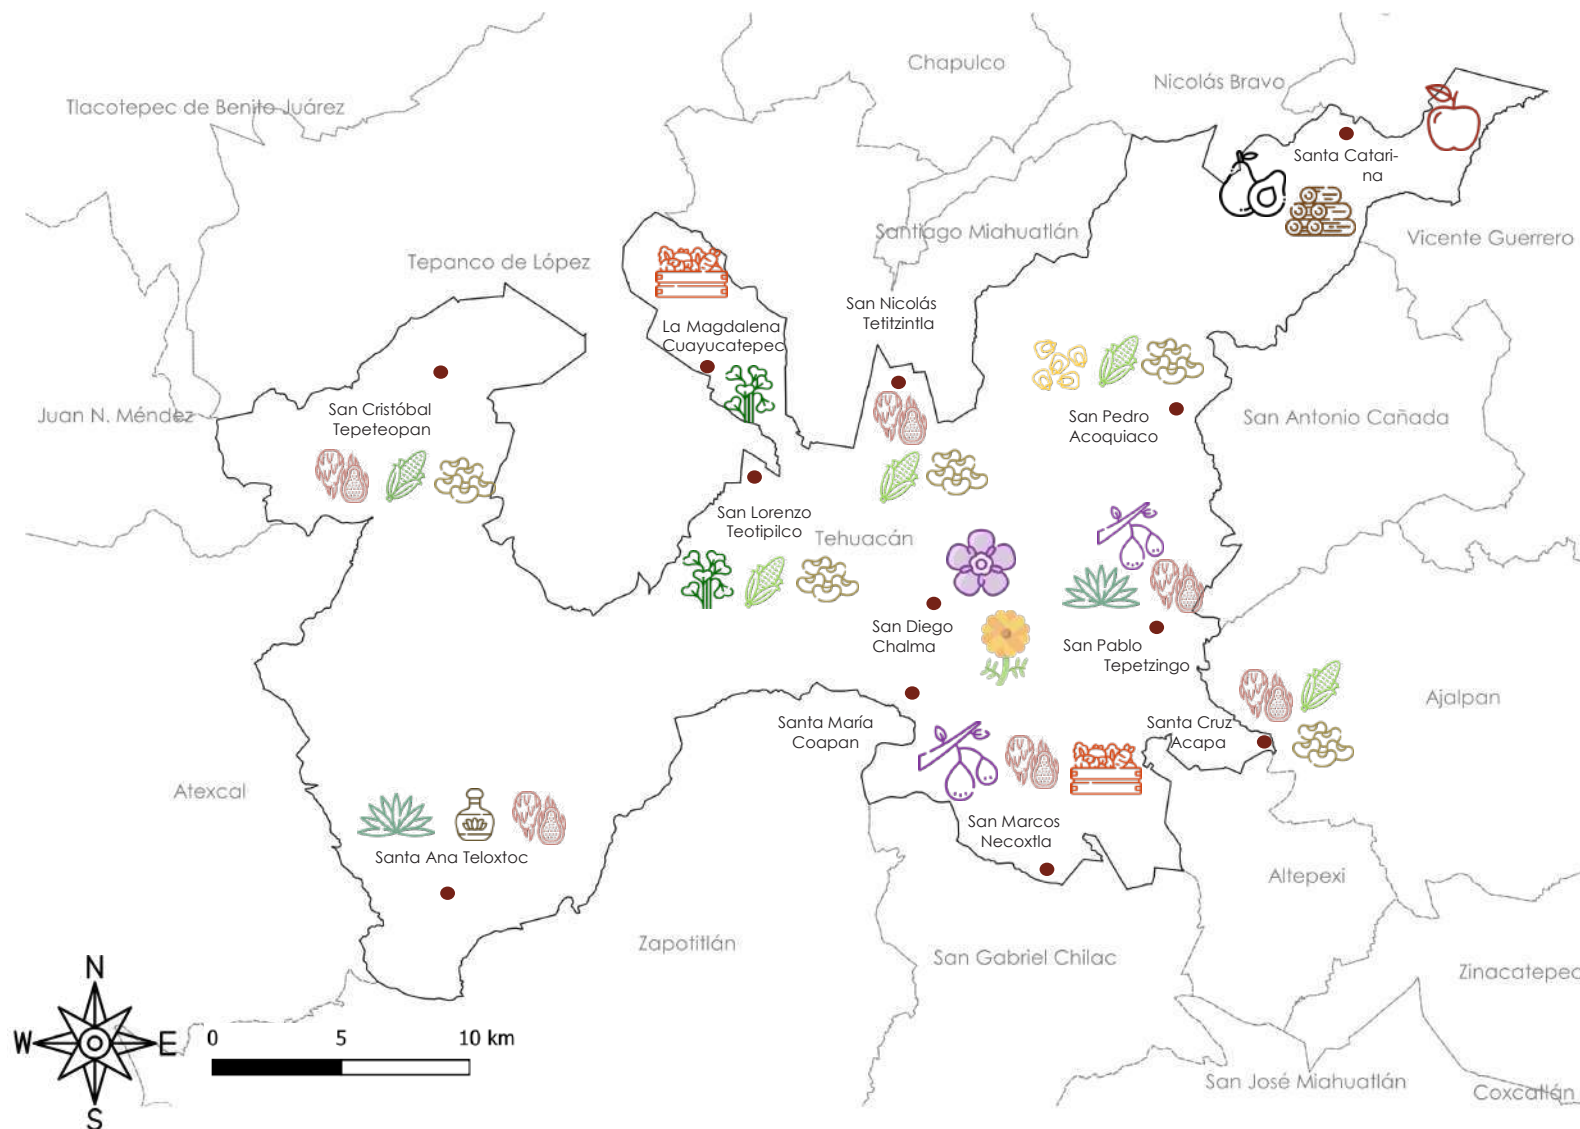 Chapulco
Nicolás Bravo
Tlacotepec de Benito Juárez
Santa Catari-
na
Santiago Miahuatlán
Vicente Guerrero
Tepanco de López
San Nicolás
Tetitzintla
La Magdalena
Cuayucatepec
Juan N. Méndez
San Cristóbal
Tepeteopan
San Pedro
Acoquiaco
San Antonio Cañada
San Lorenzo
Teotipilco
Tehuacán
San Diego
Chalma
San Pablo
Tepetzingo
Ajalpan
Santa María
Coapan
Santa Cruz
Acapa
Atexcal
San Marcos
Necoxtla
Santa Ana Teloxtoc
Altepexi
Zapotitlán
San Gabriel Chilac
Zinacatepec
N
W
E
S
0 5 10 km
San José Miahuatlán
Coxcatlán